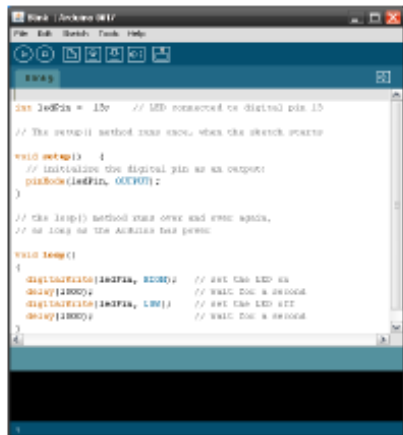 Blink | Arduino 0017
File Edit Sketch Tools Help
Blink §
int ledPin = 13; // LED connected to digital pin 13
// The setup() method runs once, when the sketch starts
void setup() {
// initialize the digital pin as an output:
pinMode(ledPin, OUTPUT);
}
// the loop() method runs over and over again,
// as long as the Arduino has power
void loop()
{
digitalWrite(ledPin, HIGH); // set the LED on
delay(1000); // wait for a second
digitalWrite(ledPin, LOW); // set the LED off
delay(1000); // wait for a second
}
1